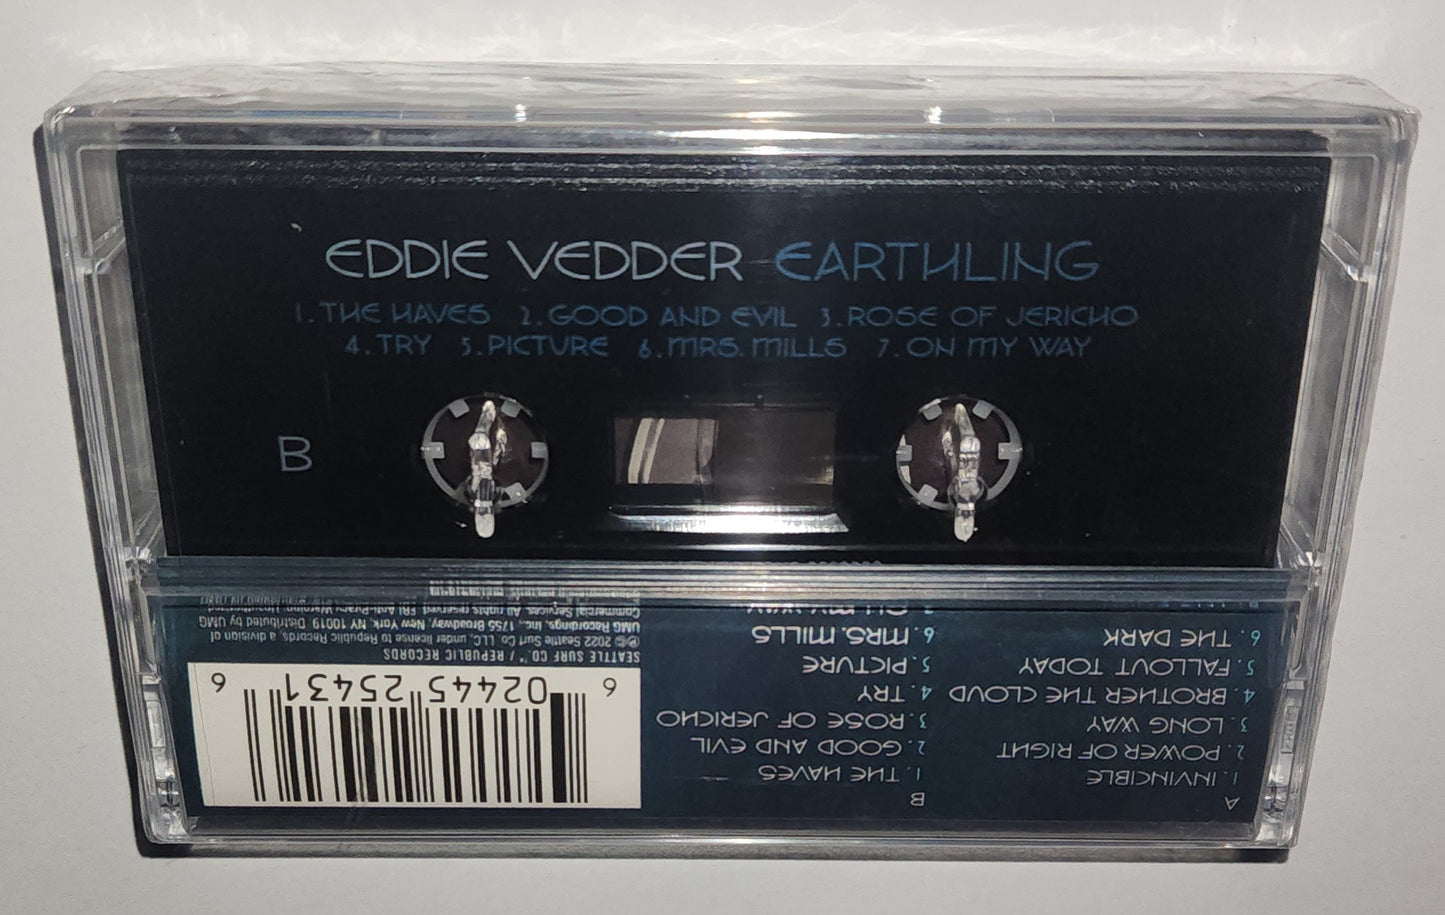 EDDIE VEDDER EARTHLING
1. THE HAVES 2. GOOD AND EVIL 3. ROSE OF JERICHO
4. TRY 5. PICTURE 6. MRS. MILLS 7. ON MY WAY
B
A
1. INVINCIBLE
2. POWER OF RIGHT
3. LONG WAY
4. BROTHER THE CLOUD
5. FALLOUT TODAY
6. THE DARK
B
1. THE HAVES
2. GOOD AND EVIL
3. ROSE OF JERICHO
4. TRY
5. PICTURE
6. MRS. MILLS
7. ON MY WAY
6 02445 25431 6
SEATTLE SURF CO.™ / REPUBLIC RECORDS
℗© 2022 Seattle Surf Co. LLC, under license to Republic Records, a division of
UMG Recordings, Inc., 1755 Broadway, New York, NY 10019. Distributed by UMG
Commercial Services. All rights reserved. FBI Anti-Piracy Warning: Unauthorized